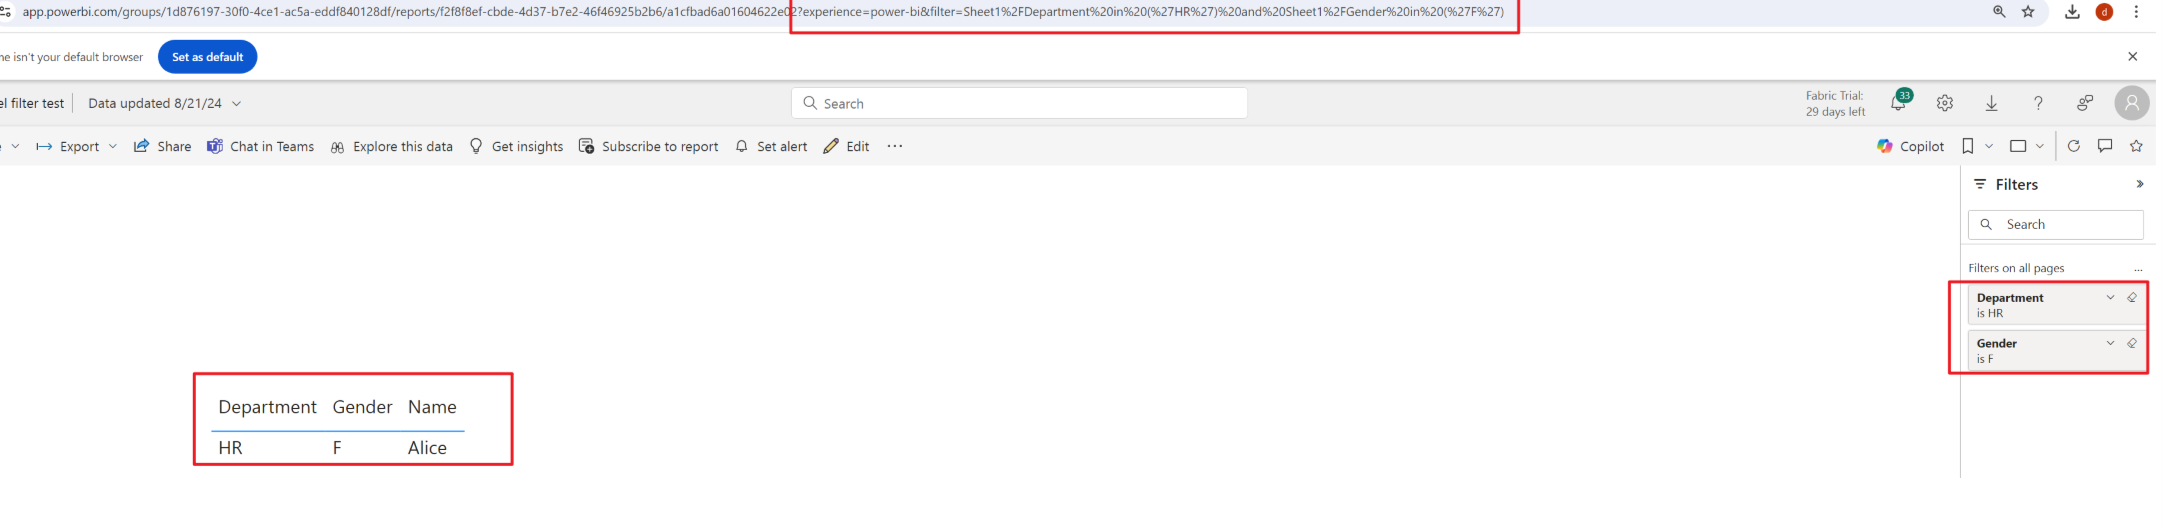 app.powerbi.com/groups/1d876197-30f0-4ce1-ac5a-eddf840128df/reports/f2f8f8ef-cbde-4d37-b7e2-46f46925b2b6/a1cfbad6a01604622e02?experience=power-bi&filter=Sheet1%2FDepartment%20in%20(%27HR%27)%20and%20Sheet1%2FGender%20in%20(%27F%27) d
ne isn't your default browser Set as default
el filter test Data updated 8/21/24 Search Fabric Trial: 33
29 days left
Export Share Chat in Teams Explore this data Get insights Subscribe to report Set alert Edit ... Copilot
Filters
Search
Filters on all pages ...
Department
is HR
Gender
is F
Department Gender Name
HR F Alice